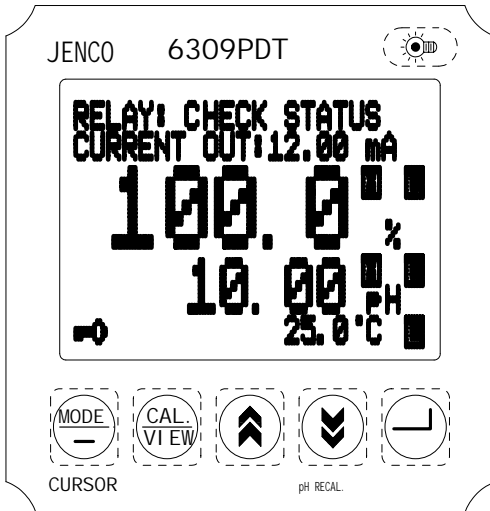 JENCO 6309PDT
RELAY: CHECK STATUS
CURRENT OUT:12.00 mA
100.0 %
10.00 pH
25.0°C
MODE
CAL.
VIEW
CURSOR
pH RECAL.